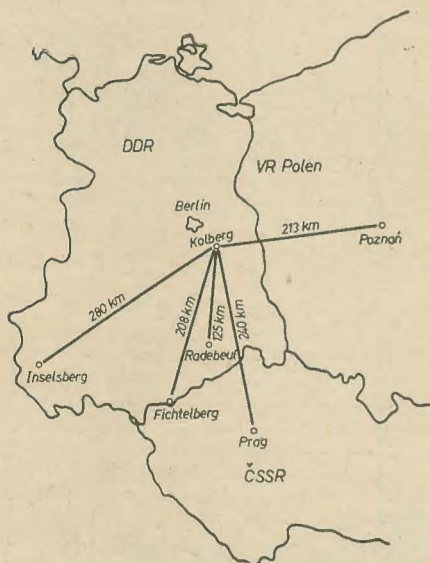 DDR
VR Polen
Berlin
Kolberg
213 km
Poznań
280 km
208 km
125 km
240 km
Radebeul
Inselsberg
Fichtelberg
Prag
ČSSR